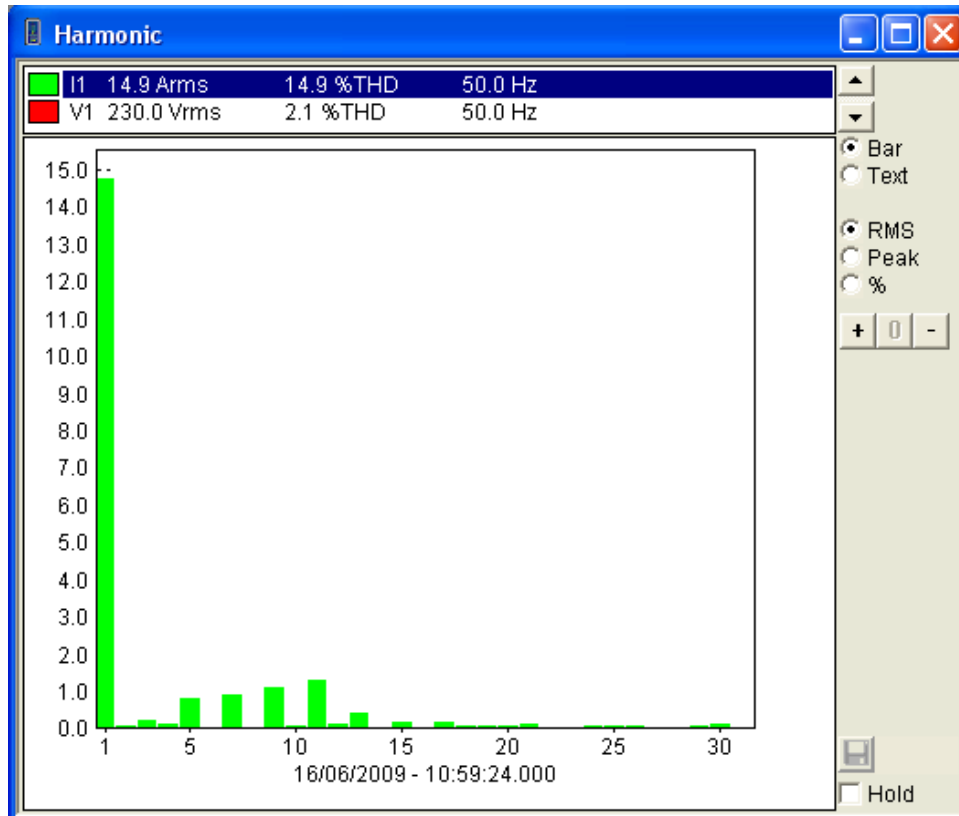 Harmonic
I1 14.9 Arms 14.9 %THD 50.0 Hz
V1 230.0 Vrms 2.1 %THD 50.0 Hz
Bar
Text
RMS
Peak
%
+ 0 -
15.0
14.0
13.0
12.0
11.0
10.0
9.0
8.0
7.0
6.0
5.0
4.0
3.0
2.0
1.0
0.0
1 5 10 15 20 25 30
16/06/2009 - 10:59:24.000
Hold